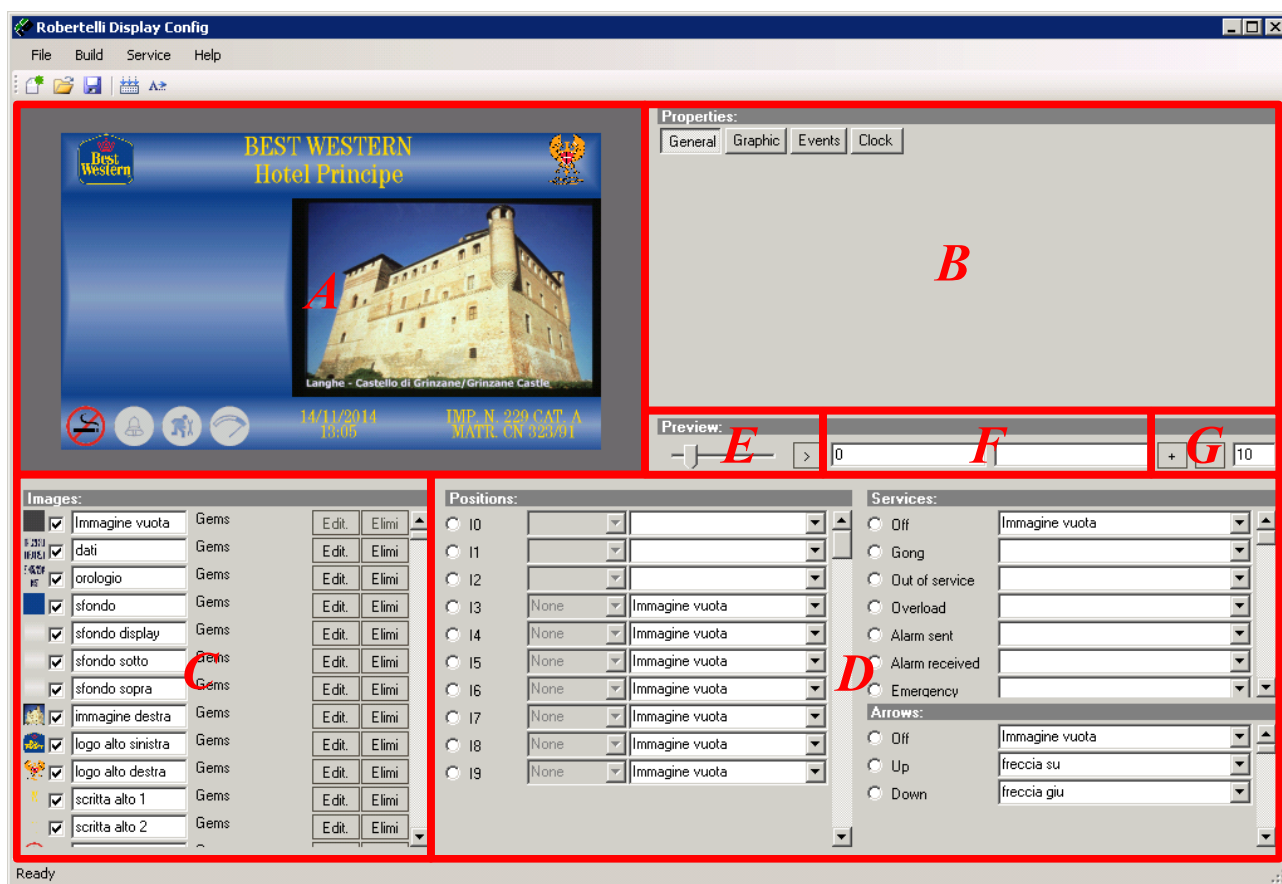 Robertelli Display Config
File Build Service Help
A
BEST WESTERN
Hotel Principe
Best
Western
A
Langhe - Castello di Grinzane/Grinzane Castle
14/11/2014
13:05
IMP. N. 229 CAT. A
MATR. CN 323/91
Properties:
General Graphic Events Clock
B
Preview:
E
>
0
F
+
G
10
Images:
Immagine vuota Gems Edit. Elimi
dati Gems Edit. Elimi
orologio Gems Edit. Elimi
sfondo Gems Edit. Elimi
sfondo display Gems Edit. Elimi
sfondo sotto Gems Edit. Elimi
sfondo sopra Gems Edit. Elimi
immagine destra Gems Edit. Elimi
logo alto sinistra Gems Edit. Elimi
logo alto destra Gems Edit. Elimi
scritta alto 1 Gems Edit. Elimi
scritta alto 2 Gems Edit. Elimi
C
Positions:
I0
I1
I2
I3 None Immagine vuota
I4 None Immagine vuota
I5 None Immagine vuota
I6 None Immagine vuota
I7 None Immagine vuota
I8 None Immagine vuota
I9 None Immagine vuota
D
Services:
Off Immagine vuota
Gong
Out of service
Overload
Alarm sent
Alarm received
Emergency
Arrows:
Off Immagine vuota
Up freccia su
Down freccia giu
Ready